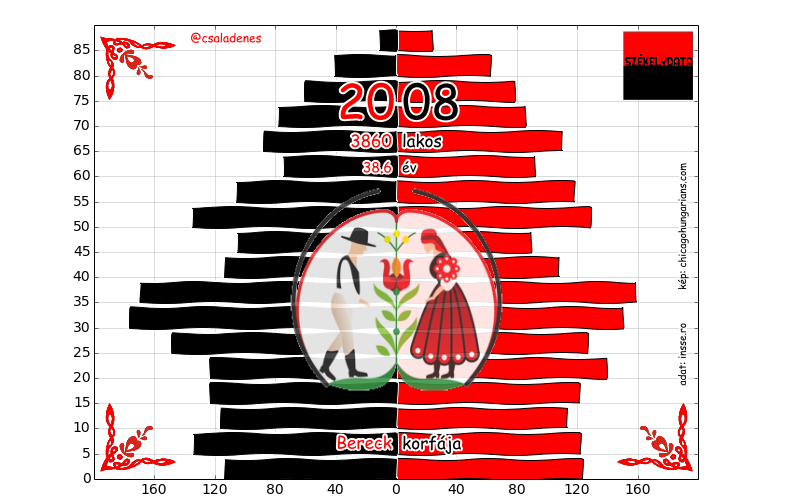 @csaladenes
SZÉKELYDATA
2008
3860 lakos
38.6 év
kép: chicagohungarians.com
adat: insse.ro
Bereck korfája
85
80
75
70
65
60
55
50
45
40
35
30
25
20
15
10
5
0
160 120 80 40 0 40 80 120 160